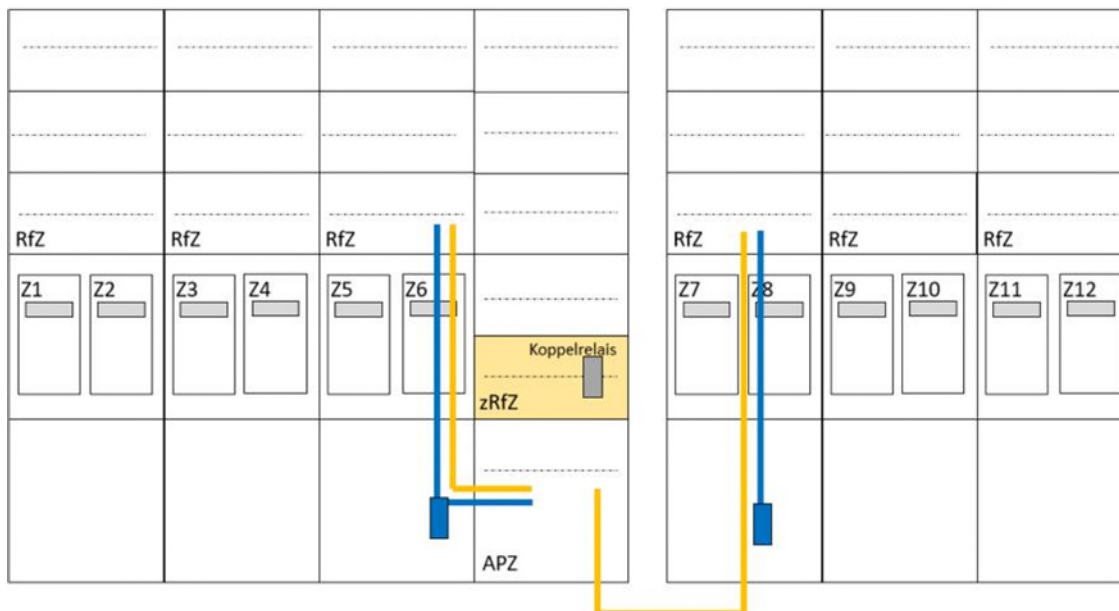 RfZ
RfZ
RfZ
RfZ
RfZ
RfZ
Z1
Z2
Z3
Z4
Z5
Z6
Z7
Z8
Z9
Z10
Z11
Z12
Koppelrelais
zRfZ
APZ